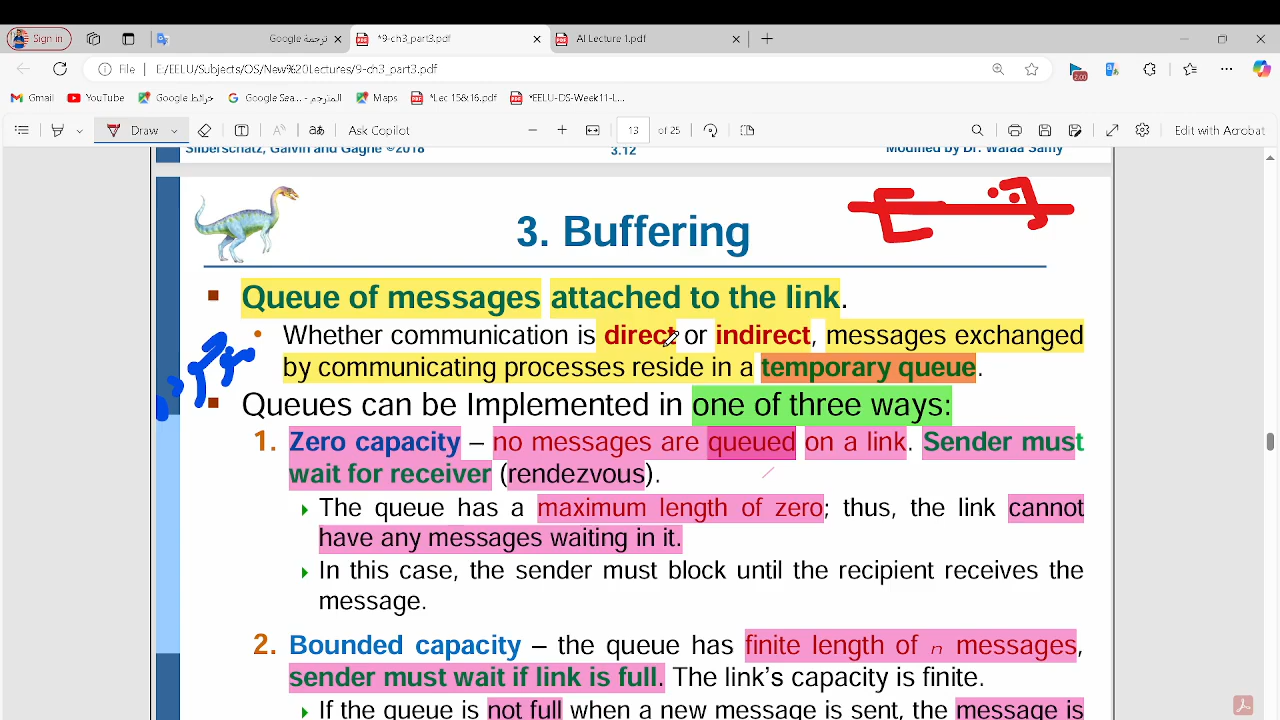 Sign in
ترجمة Google
*9-ch3_part3.pdf
AI Lecture 1.pdf
File
E:/EELU/Subjects/OS/New%20Lectures/9-ch3_part3.pdf
2.00
Gmail
YouTube
خرائط Google
Google Sea... - المترجم
Maps
*Lec 15&16.pdf
*EELU-DS-Week11-L...
Draw
Ask Copilot
13 of 25
Edit with Acrobat
Silberschatz, Galvin and Gagne ©2018
3.12
Modified by Dr. Walaa Samy
3. Buffering
Queue of messages attached to the link.
Whether communication is direct or indirect, messages exchanged
by communicating processes reside in a temporary queue.
Queues can be Implemented in one of three ways:
1. Zero capacity – no messages are queued on a link. Sender must
wait for receiver (rendezvous).
The queue has a maximum length of zero; thus, the link cannot
have any messages waiting in it.
In this case, the sender must block until the recipient receives the
message.
2. Bounded capacity – the queue has finite length of n messages,
sender must wait if link is full. The link's capacity is finite.
If the queue is not full when a new message is sent, the message is